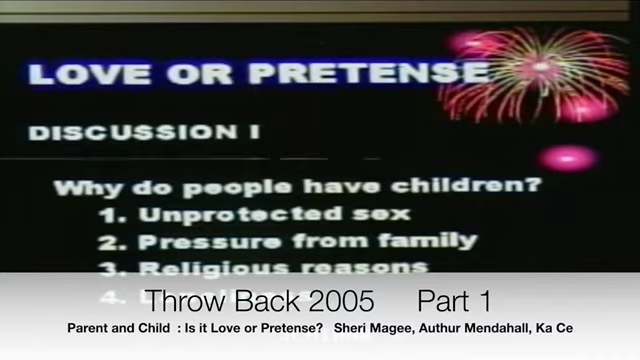 LOVE OR PRETENSE
DISCUSSION I
Why do people have children?
1. Unprotected sex
2. Pressure from family
3. Religious reasons
4.
Throw Back 2005 Part 1
Parent and Child : Is it Love or Pretense? Sheri Magee, Authur Mendahall, Ka Ce